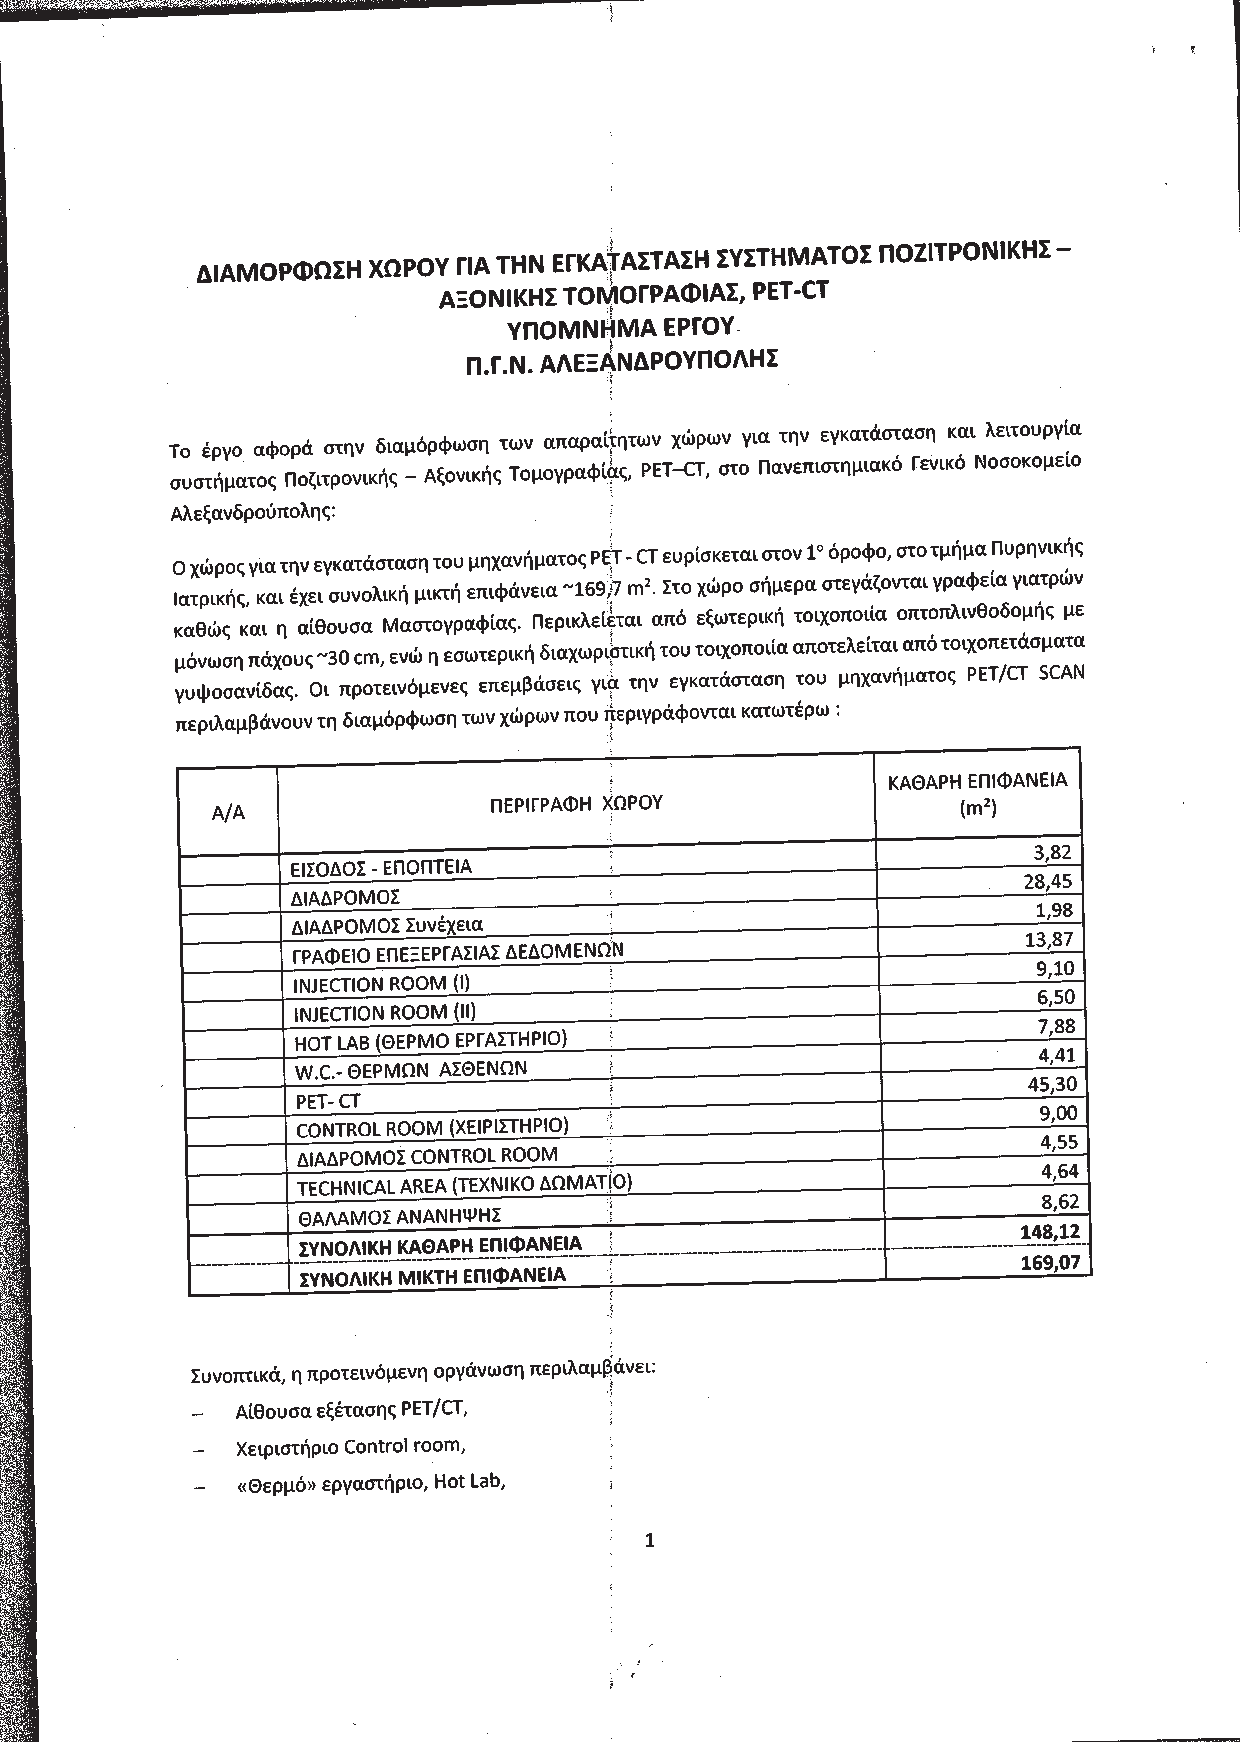 ΔΙΑΜΟΡΦΩΣΗ ΧΩΡΟΥ ΓΙΑ ΤΗΝ ΕΓΚΑΤΑΣΤΑΣΗ ΣΥΣΤΗΜΑΤΟΣ ΠΟΖΙΤΡΟΝΙΚΗΣ –
ΑΞΟΝΙΚΗΣ ΤΟΜΟΓΡΑΦΙΑΣ, PET-CT
ΥΠΟΜΝΗΜΑ ΕΡΓΟΥ
Π.Γ.Ν. ΑΛΕΞΑΝΔΡΟΥΠΟΛΗΣ
Το έργο αφορά στην διαμόρφωση των απαραίτητων χώρων για την εγκατάσταση και λειτουργία
συστήματος Ποζιτρονικής – Αξονικής Τομογραφίας, PET–CT, στο Πανεπιστημιακό Γενικό Νοσοκομείο
Αλεξανδρούπολης:
Ο χώρος για την εγκατάσταση του μηχανήματος PET - CT ευρίσκεται στον 1° όροφο, στο τμήμα Πυρηνικής
Ιατρικής, και έχει συνολική μικτή επιφάνεια ~169,7 m². Στο χώρο σήμερα στεγάζονται γραφεία γιατρών
καθώς και η αίθουσα Μαστογραφίας. Περικλείεται από εξωτερική τοιχοποιία οπτοπλινθοδομής με
μόνωση πάχους ~30 cm, ενώ η εσωτερική διαχωριστική του τοιχοποιία αποτελείται από τοιχοπετάσματα
γυψοσανίδας. Οι προτεινόμενες επεμβάσεις για την εγκατάσταση του μηχανήματος PET/CT SCAN
περιλαμβάνουν τη διαμόρφωση των χώρων που περιγράφονται κατωτέρω :
Α/Α ΠΕΡΙΓΡΑΦΗ ΧΩΡΟΥ ΚΑΘΑΡΗ ΕΠΙΦΑΝΕΙΑ (m²)
ΕΙΣΟΔΟΣ - ΕΠΟΠΤΕΙΑ 3,82
ΔΙΑΔΡΟΜΟΣ 28,45
ΔΙΑΔΡΟΜΟΣ Συνέχεια 1,98
ΓΡΑΦΕΙΟ ΕΠΕΞΕΡΓΑΣΙΑΣ ΔΕΔΟΜΕΝΩΝ 13,87
INJECTION ROOM (I) 9,10
INJECTION ROOM (II) 6,50
HOT LAB (ΘΕΡΜΟ ΕΡΓΑΣΤΗΡΙΟ) 7,88
W.C.- ΘΕΡΜΩΝ ΑΣΘΕΝΩΝ 4,41
PET- CT 45,30
CONTROL ROOM (ΧΕΙΡΙΣΤΗΡΙΟ) 9,00
ΔΙΑΔΡΟΜΟΣ CONTROL ROOM 4,55
TECHNICAL AREA (ΤΕΧΝΙΚΟ ΔΩΜΑΤΙΟ) 4,64
ΘΑΛΑΜΟΣ ΑΝΑΝΗΨΗΣ 8,62
ΣΥΝΟΛΙΚΗ ΚΑΘΑΡΗ ΕΠΙΦΑΝΕΙΑ 148,12
ΣΥΝΟΛΙΚΗ ΜΙΚΤΗ ΕΠΙΦΑΝΕΙΑ 169,07
Συνοπτικά, η προτεινόμενη οργάνωση περιλαμβάνει:
– Αίθουσα εξέτασης PET/CT,
– Χειριστήριο Control room,
– «Θερμό» εργαστήριο, Hot Lab,
1